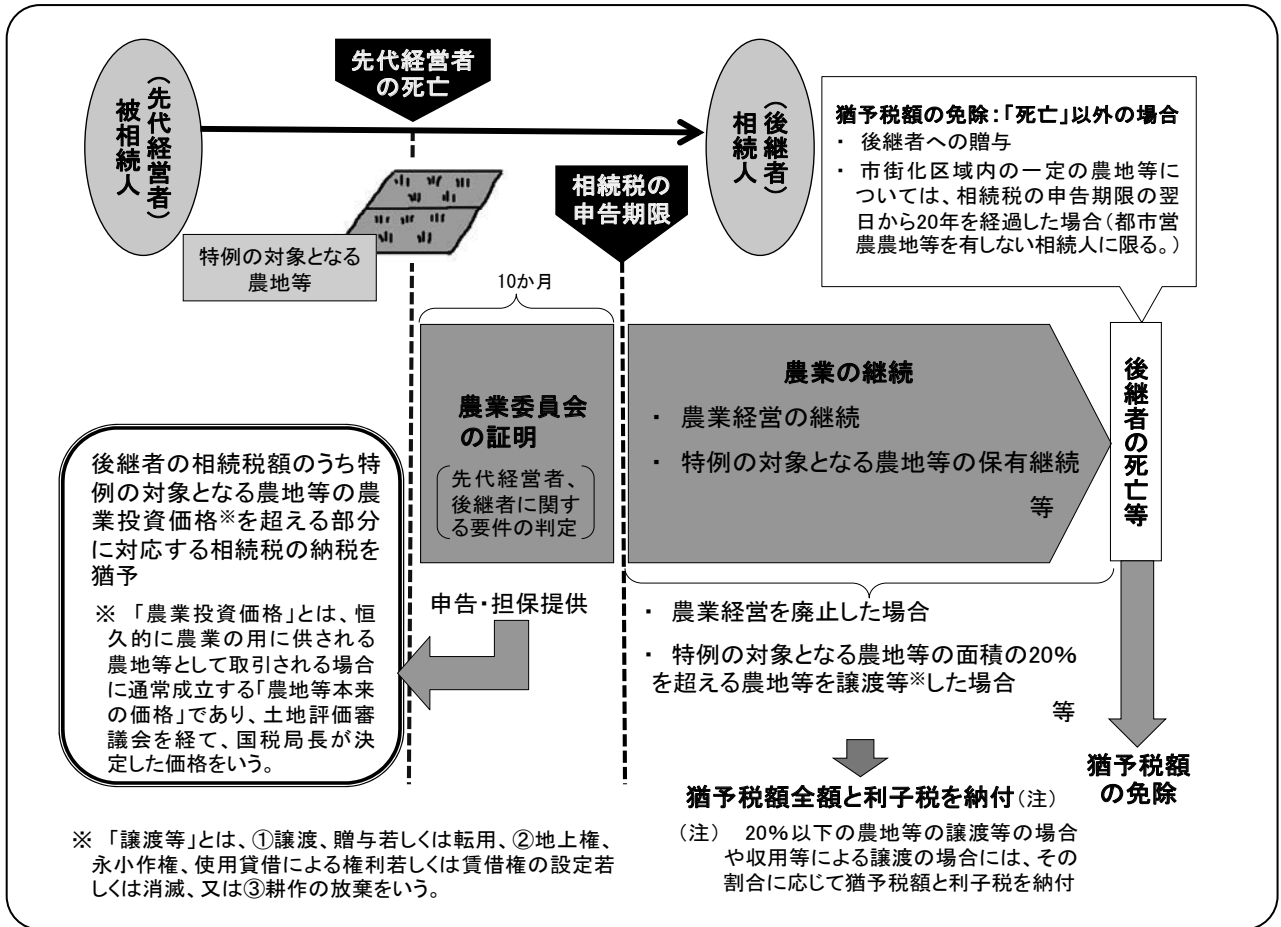 被相続人
（先代経営者）
先代経営者
の死亡
特例の対象となる
農地等
相続税の
申告期限
相続人
（後継者）
猶予税額の免除：「死亡」以外の場合
・ 後継者への贈与
・ 市街化区域内の一定の農地等に
ついては、相続税の申告期限の翌
日から20年を経過した場合（都市営
農農地等を有しない相続人に限る。）
10か月
農業委員会
の証明
先代経営者、
後継者に関す
る要件の判定
農業の継続
・ 農業経営の継続
・ 特例の対象となる農地等の保有継続
等
後継者の死亡等
後継者の相続税額のうち特
例の対象となる農地等の農
業投資価格※を超える部分
に対応する相続税の納税を
猶予
※ 「農業投資価格」とは、恒
久的に農業の用に供される
農地等として取引される場合
に通常成立する「農地等本来
の価格」であり、土地評価審
議会を経て、国税局長が決
定した価格をいう。
申告・担保提供
・ 農業経営を廃止した場合
・ 特例の対象となる農地等の面積の20%
を超える農地等を譲渡等※した場合
等
猶予税額全額と利子税を納付（注）
（注） 20%以下の農地等の譲渡等の場合
や収用等による譲渡の場合には、その
割合に応じて猶予税額と利子税を納付
猶予税額
の免除
※ 「譲渡等」とは、①譲渡、贈与若しくは転用、②地上権、
永小作権、使用貸借による権利若しくは賃借権の設定若
しくは消滅、又は③耕作の放棄をいう。